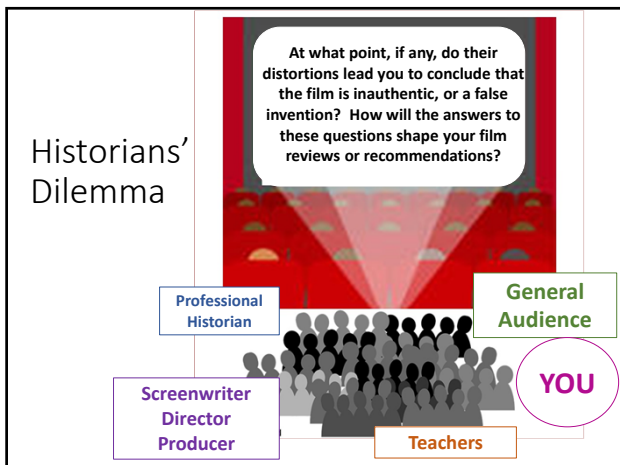 At what point, if any, do their
distortions lead you to conclude that
the film is inauthentic, or a false
invention? How will the answers to
these questions shape your film
reviews or recommendations?
Historians’
Dilemma
Professional
Historian
General
Audience
YOU
Screenwriter
Director
Producer
Teachers